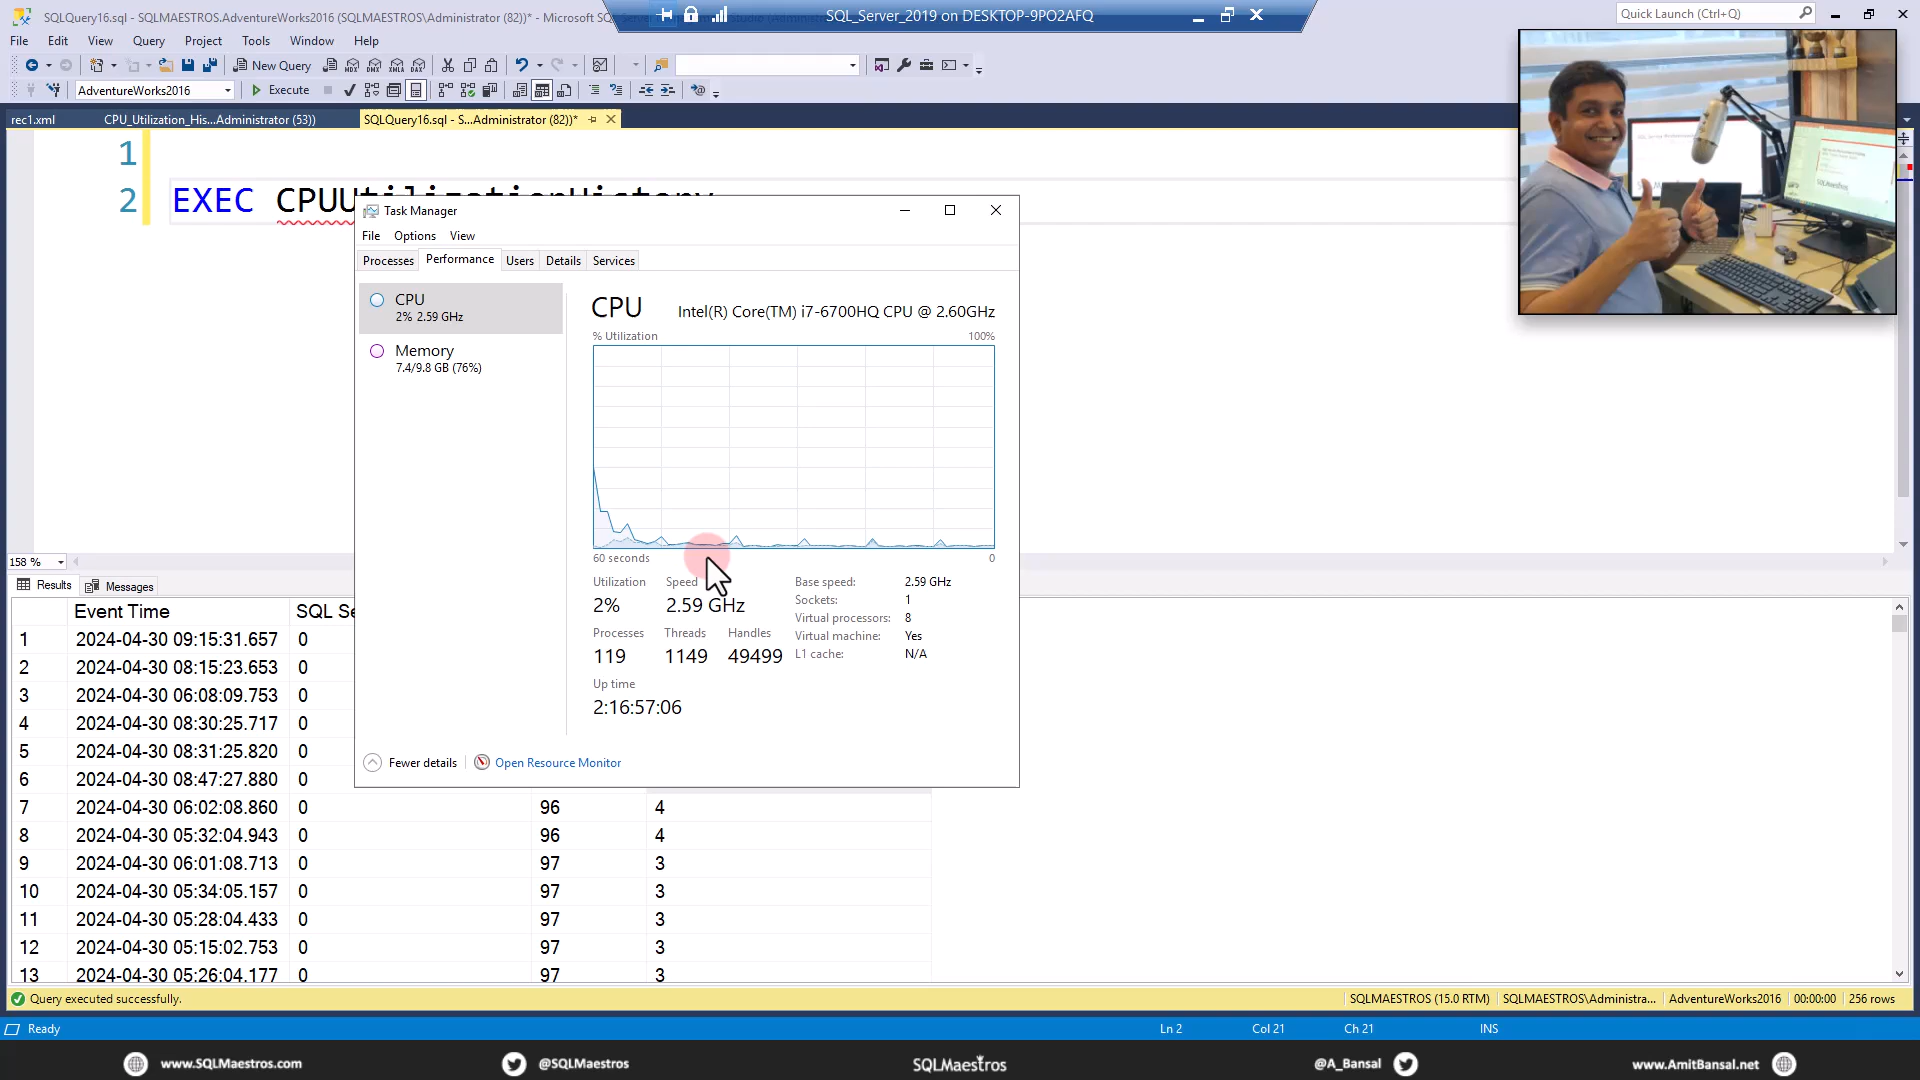 SQLQuery16.sql - SQLMAESTROS.AdventureWorks2016 (SQLMAESTROS\Administrator (82))* - Microsoft SQL
SQL_Server_2019 on DESKTOP-9PO2AFQ
Quick Launch (Ctrl+Q)
File Edit View Query Project Tools Window Help
New Query
AdventureWorks2016
Execute
rec1.xml
CPU_Utilization_His...Administrator (53))
SQLQuery16.sql - S...Administrator (82))*
1
2 EXEC CPUUtilizationHistory
Task Manager
File Options View
Processes Performance Users Details Services
CPU
2% 2.59 GHz
Memory
7.4/9.8 GB (76%)
CPU Intel(R) Core(TM) i7-6700HQ CPU @ 2.60GHz
% Utilization 100%
60 seconds 0
Utilization Speed
2% 2.59 GHz
Processes Threads Handles
119 1149 49499
Up time
2:16:57:06
Base speed: 2.59 GHz
Sockets: 1
Virtual processors: 8
Virtual machine: Yes
L1 cache: N/A
Fewer details Open Resource Monitor
158 %
Results Messages
Event Time SQL Se
1 2024-04-30 09:15:31.657 0
2 2024-04-30 08:15:23.653 0
3 2024-04-30 06:08:09.753 0
4 2024-04-30 08:30:25.717 0
5 2024-04-30 08:31:25.820 0
6 2024-04-30 08:47:27.880 0
7 2024-04-30 06:02:08.860 0 96 4
8 2024-04-30 05:32:04.943 0 96 4
9 2024-04-30 06:01:08.713 0 97 3
10 2024-04-30 05:34:05.157 0 97 3
11 2024-04-30 05:28:04.433 0 97 3
12 2024-04-30 05:15:02.753 0 97 3
13 2024-04-30 05:26:04.177 0 97 3
Query executed successfully.
SQLMAESTROS (15.0 RTM) SQLMAESTROS\Administra... AdventureWorks2016 00:00:00 256 rows
Ready Ln 2 Col 21 Ch 21 INS
www.SQLMaestros.com @SQLMaestros SQLMaestros @A_Bansal www.AmitBansal.net